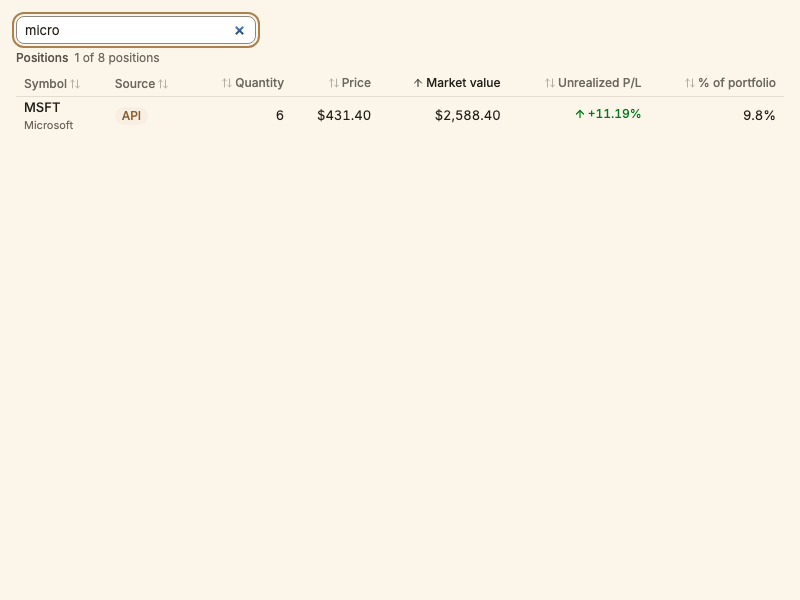 micro
Positions 1 of 8 positions
Symbol Source Quantity Price Market value Unrealized P/L % of portfolio
MSFT
Microsoft
API 6 $431.40 $2,588.40 +11.19% 9.8%